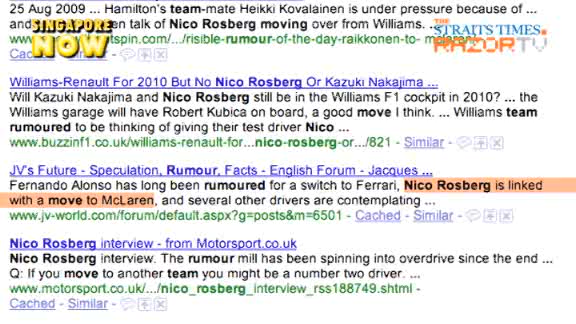 25 Aug 2009 ... Hamilton's team-mate Heikki Kovalainen is under pressure because of ...
talk of Nico Rosberg moving over from Williams.
SINGAPORE NOW
THE STRAITS TIMES
RAZORTV
/risible-rumour-of-the-day-raikkonen-to-
Cached - Similar -
Williams-Renault For 2010 But No Nico Rosberg Or Kazuki Nakajima ...
Will Kazuki Nakajima and Nico Rosberg still be in the Williams F1 cockpit in 2010? ... the
Williams garage will have Robert Kubica on board, a good move I think. ... Williams team
rumoured to be thinking of giving their test driver Nico ...
www.buzzinf1.co.uk/williams-renault-for...nico-rosberg-or.../821 - Similar -
JV's Future - Speculation, Rumour, Facts - English Forum - Jacques ...
Fernando Alonso has long been rumoured for a switch to Ferrari, Nico Rosberg is linked
with a move to McLaren, and several other drivers are contemplating ...
www.jv-world.com/forum/default.aspx?g=posts&m=6501 - Cached - Similar -
Nico Rosberg interview - from Motorsport.co.uk
Nico Rosberg interview. The rumour mill has been spinning into overdrive since the end ...
Q: If you move to another team you might be a number two driver. ...
www.motorsport.co.uk/.../nico_rosberg_interview_rss188749.shtml -
Cached - Similar -